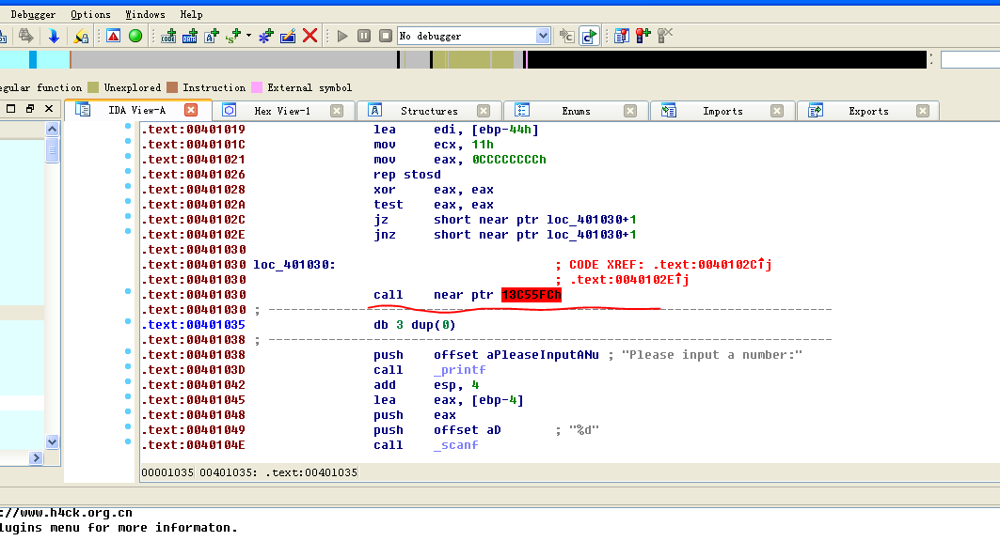 Debugger Options Windows Help
No debugger
egular function Unexplored Instruction External symbol
IDA View-A Hex View-1 Structures Enums Imports Exports
.text:00401019 lea edi, [ebp-44h]
.text:0040101C mov ecx, 11h
.text:00401021 mov eax, 0CCCCCCCCh
.text:00401026 rep stosd
.text:00401028 xor eax, eax
.text:0040102A test eax, eax
.text:0040102C jz short near ptr loc_401030+1
.text:0040102E jnz short near ptr loc_401030+1
.text:00401030
.text:00401030 loc_401030: ; CODE XREF: .text:0040102C↑j
.text:00401030 ; .text:0040102E↑j
.text:00401030 call near ptr 13C55FCh
.text:00401030 ; ---------------------------------------------------------------------------
.text:00401035 db 3 dup(0)
.text:00401038 ; ---------------------------------------------------------------------------
.text:00401038 push offset aPleaseInputANu ; "Please input a number:"
.text:0040103D call _printf
.text:00401042 add esp, 4
.text:00401045 lea eax, [ebp-4]
.text:00401048 push eax
.text:00401049 push offset aD ; "%d"
.text:0040104E call _scanf
00001035 00401035: .text:00401035
://www.h4ck.org.cn
lugins menu for more informaton.